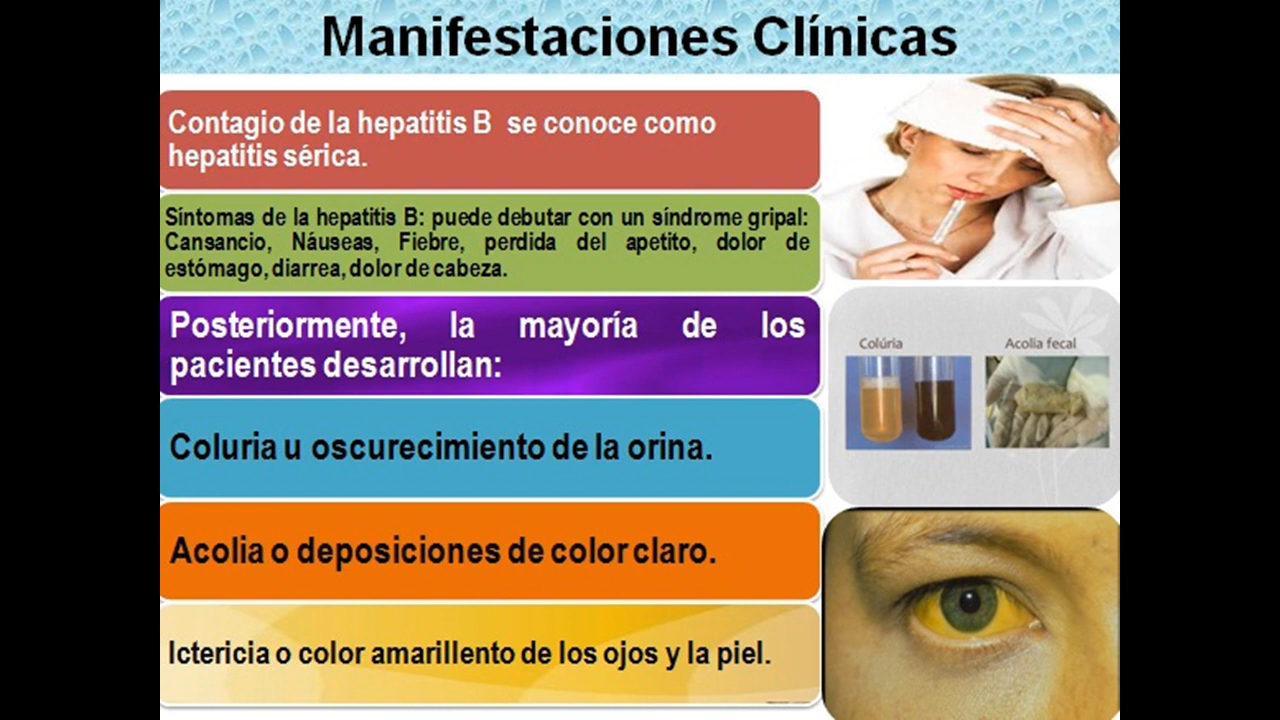 Manifestaciones Clínicas
Contagio de la hepatitis B se conoce como
hepatitis sérica.
Síntomas de la hepatitis B: puede debutar con un síndrome gripal:
Cansancio, Náuseas, Fiebre, perdida del apetito, dolor de
estómago, diarrea, dolor de cabeza.
Posteriormente, la mayoría de los
pacientes desarrollan:
Colúria
Acolia fecal
Coluria u oscurecimiento de la orina.
Acolia o deposiciones de color claro.
Ictericia o color amarillento de los ojos y la piel.